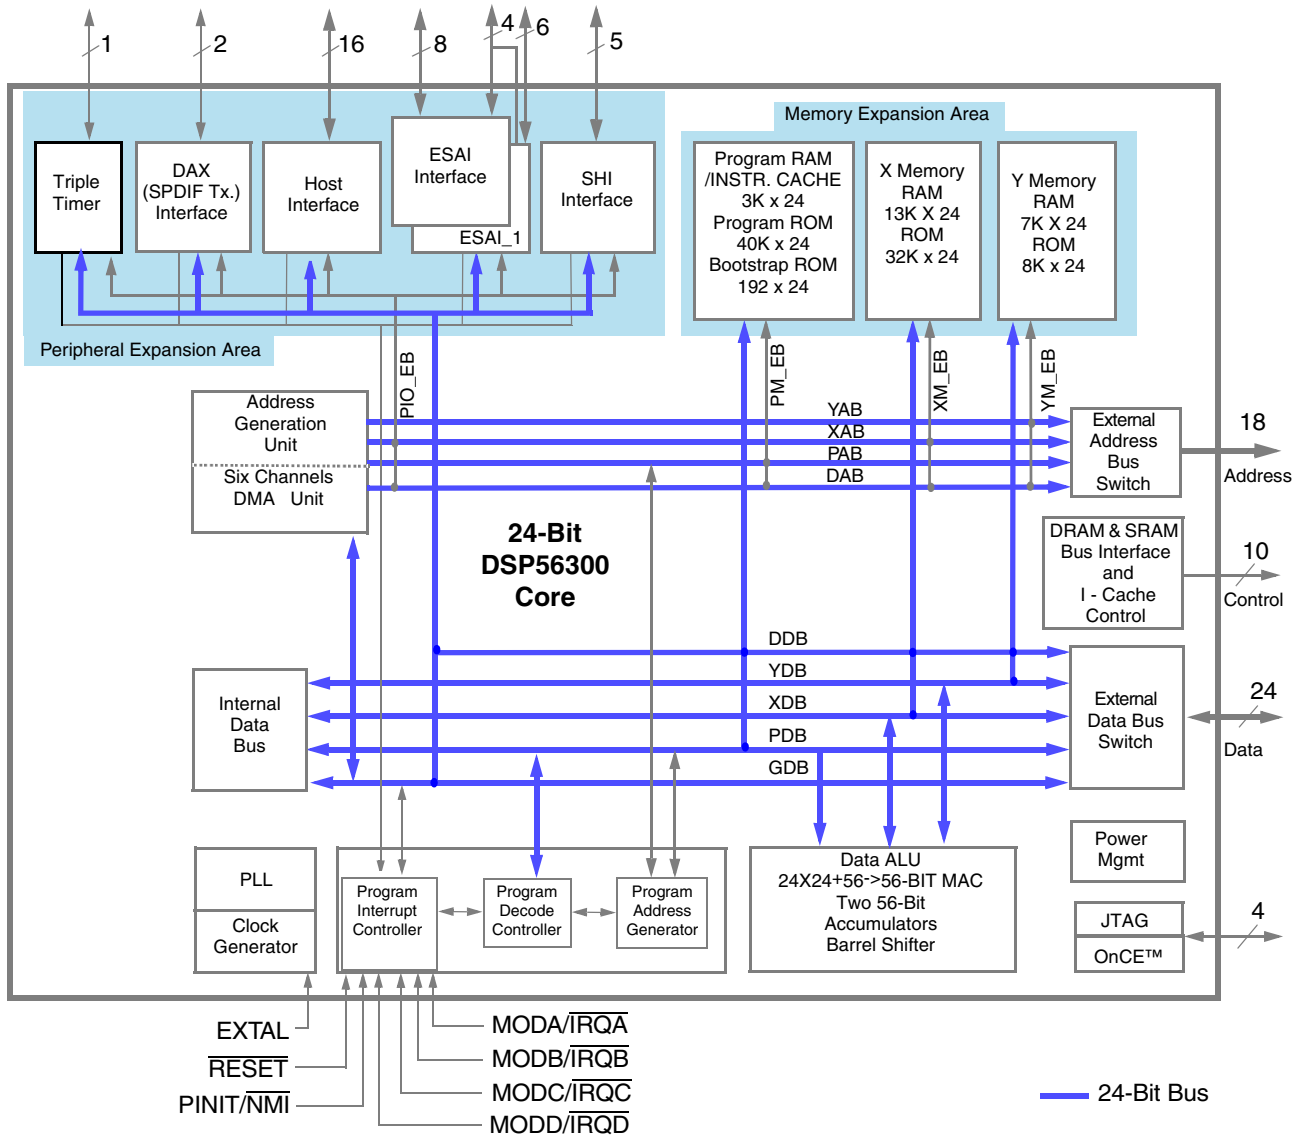 1
2
16
8
4
6
5
Memory Expansion Area
Triple
Timer
DAX
(SPDIF Tx.)
Interface
Host
Interface
ESAI
Interface
ESAI_1
SHI
Interface
Program RAM
/INSTR. CACHE
3K x 24
Program ROM
40K x 24
Bootstrap ROM
192 x 24
X Memory
RAM
13K X 24
ROM
32K x 24
Y Memory
RAM
7K X 24
ROM
8K x 24
Peripheral Expansion Area
PIO_EB
PM_EB
XM_EB
YM_EB
Address
Generation
Unit
Six Channels
DMA Unit
YAB
XAB
PAB
DAB
External
Address
Bus
Switch
18
Address
24-Bit
DSP56300
Core
DRAM & SRAM
Bus Interface
and
I - Cache
Control
10
Control
DDB
YDB
XDB
PDB
GDB
Internal
Data
Bus
External
Data Bus
Switch
24
Data
PLL
Clock
Generator
Program
Interrupt
Controller
Program
Decode
Controller
Program
Address
Generator
Data ALU
24X24+56->56-BIT MAC
Two 56-Bit
Accumulators
Barrel Shifter
Power
Mgmt
JTAG
OnCE™
4
EXTAL
RESET
PINIT/NMI
MODA/IRQA
MODB/IRQB
MODC/IRQC
MODD/IRQD
24-Bit Bus